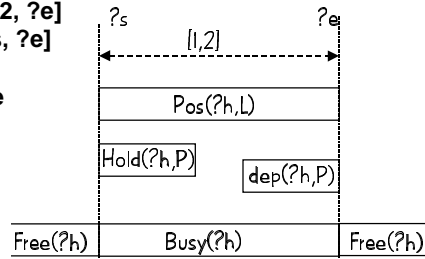 2, ?e]
s, ?e]
e
?s ?e
[1,2]
Pos(?h,L)
Hold(?h,P)
dep(?h,P)
Free(?h) Busy(?h) Free(?h)